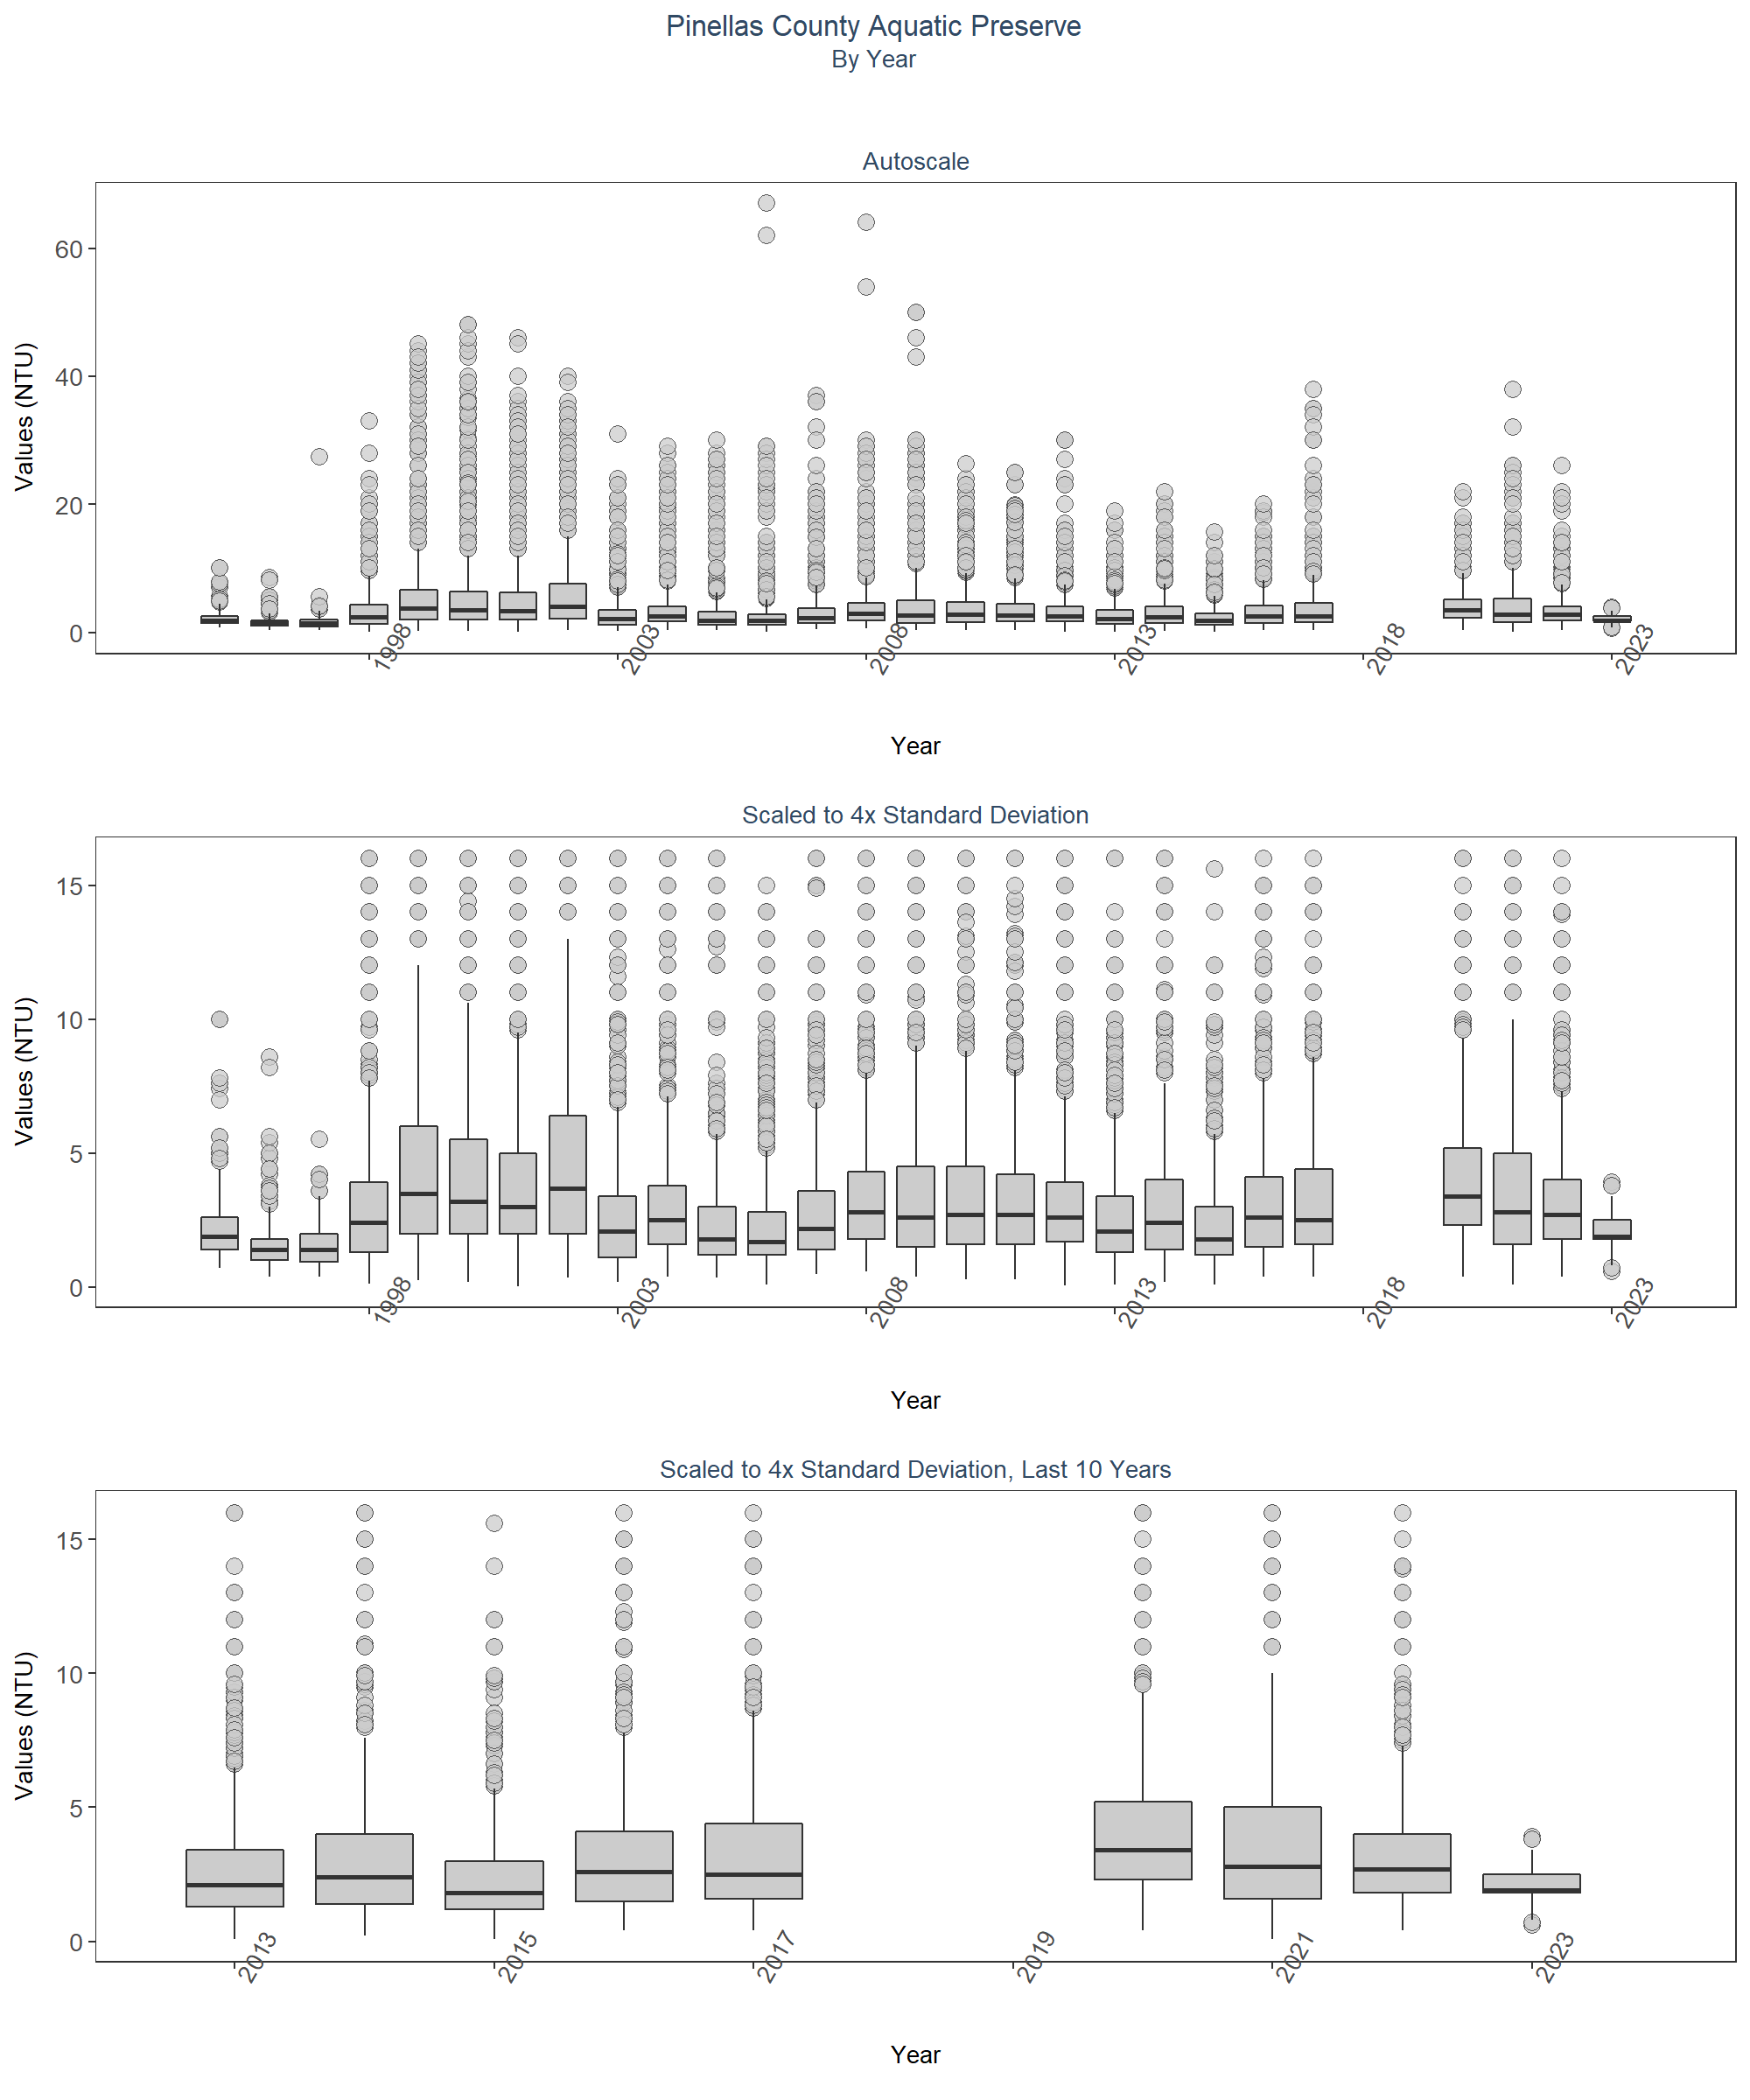 Pinellas County Aquatic Preserve
By Year
Autoscale
Values (NTU)
60
40
20
0
1998
2003
2008
2013
2018
2023
Year
Scaled to 4x Standard Deviation
Values (NTU)
15
10
5
0
1998
2003
2008
2013
2018
2023
Year
Scaled to 4x Standard Deviation, Last 10 Years
Values (NTU)
15
10
5
0
2013
2015
2017
2019
2021
2023
Year